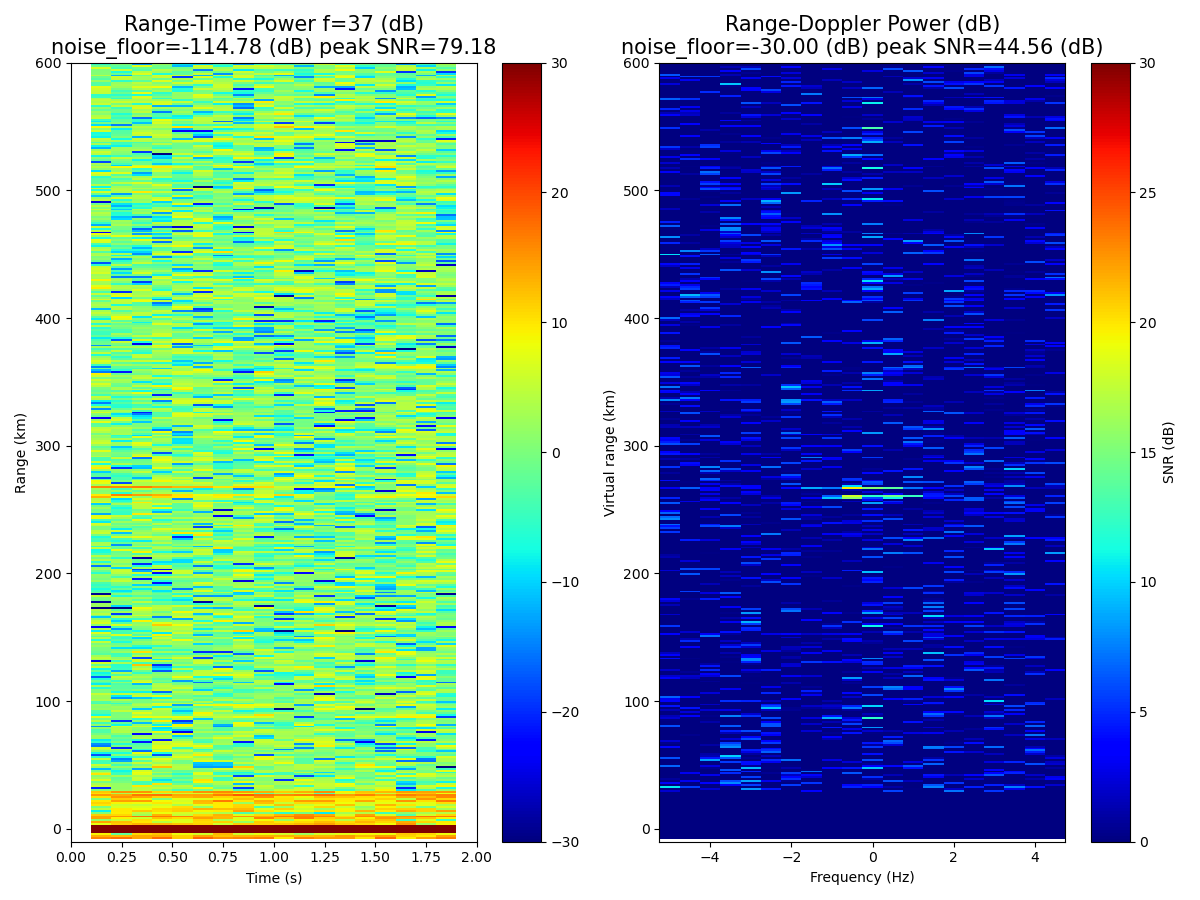 Range-Time Power f=37 (dB)
noise_floor=-114.78 (dB) peak SNR=79.18
Range (km)
600
500
400
300
200
100
0
0.00 0.25 0.50 0.75 1.00 1.25 1.50 1.75 2.00
Time (s)
30
20
10
0
−10
−20
−30
Range-Doppler Power (dB)
noise_floor=-30.00 (dB) peak SNR=44.56 (dB)
Virtual range (km)
600
500
400
300
200
100
0
−4 −2 0 2 4
Frequency (Hz)
30
25
20
15
10
5
0
SNR (dB)